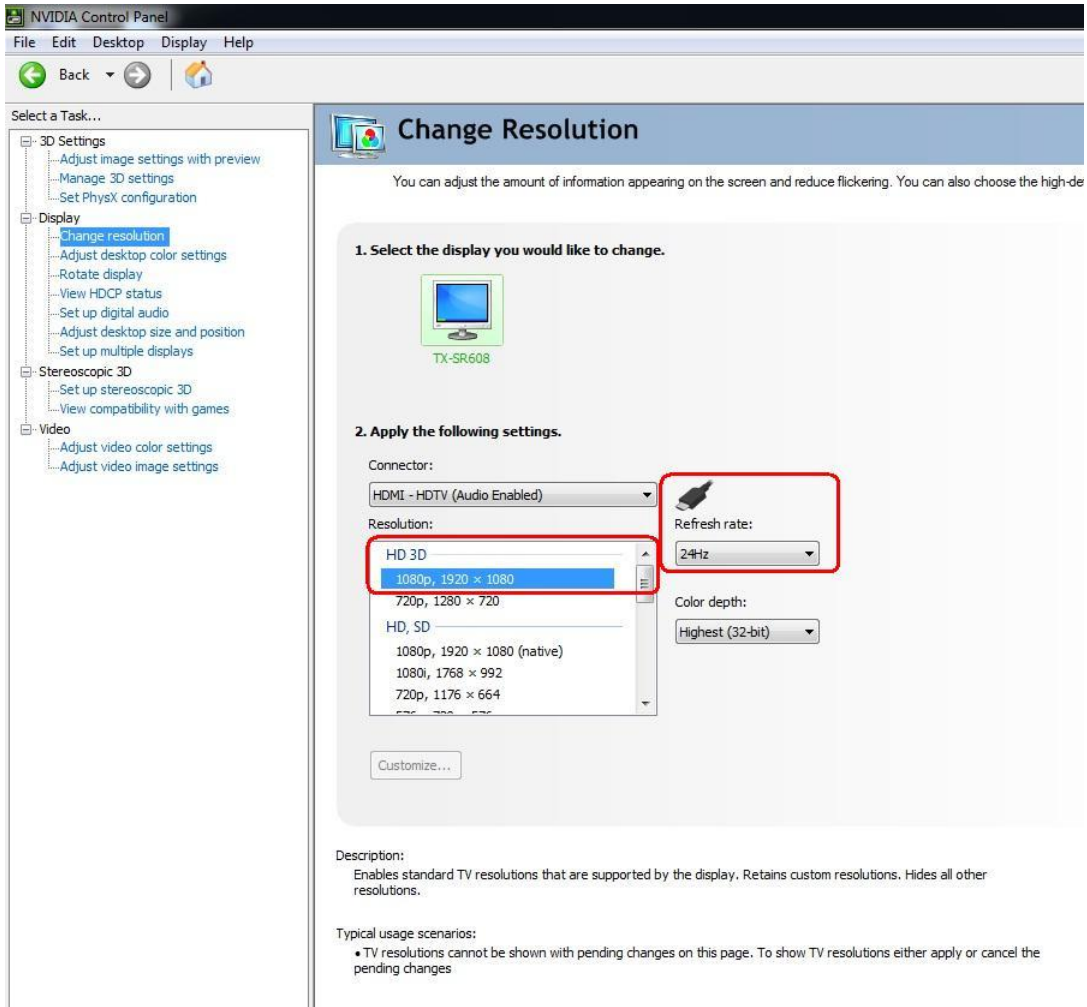 NVIDIA Control Panel
File Edit Desktop Display Help
Back
Select a Task...
3D Settings
Adjust image settings with preview
Manage 3D settings
Set PhysX configuration
Display
Change resolution
Adjust desktop color settings
Rotate display
View HDCP status
Set up digital audio
Adjust desktop size and position
Set up multiple displays
Stereoscopic 3D
Set up stereoscopic 3D
View compatibility with games
Video
Adjust video color settings
Adjust video image settings
Change Resolution
You can adjust the amount of information appearing on the screen and reduce flickering. You can also choose the high-de
1. Select the display you would like to change.
TX-SR608
2. Apply the following settings.
Connector:
HDMI - HDTV (Audio Enabled)
Resolution:
HD 3D
1080p, 1920 × 1080
720p, 1280 × 720
HD, SD
1080p, 1920 × 1080 (native)
1080i, 1768 × 992
720p, 1176 × 664
Refresh rate:
24Hz
Color depth:
Highest (32-bit)
Customize...
Description:
Enables standard TV resolutions that are supported by the display. Retains custom resolutions. Hides all other
resolutions.
Typical usage scenarios:
• TV resolutions cannot be shown with pending changes on this page. To show TV resolutions either apply or cancel the
pending changes